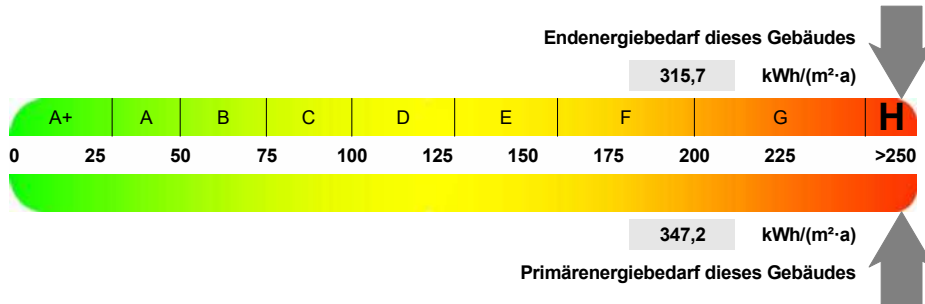 Endenergiebedarf dieses Gebäudes
315,7 kWh/(m²·a)
A+ A B C D E F G H
0 25 50 75 100 125 150 175 200 225 >250
347,2 kWh/(m²·a)
Primärenergiebedarf dieses Gebäudes